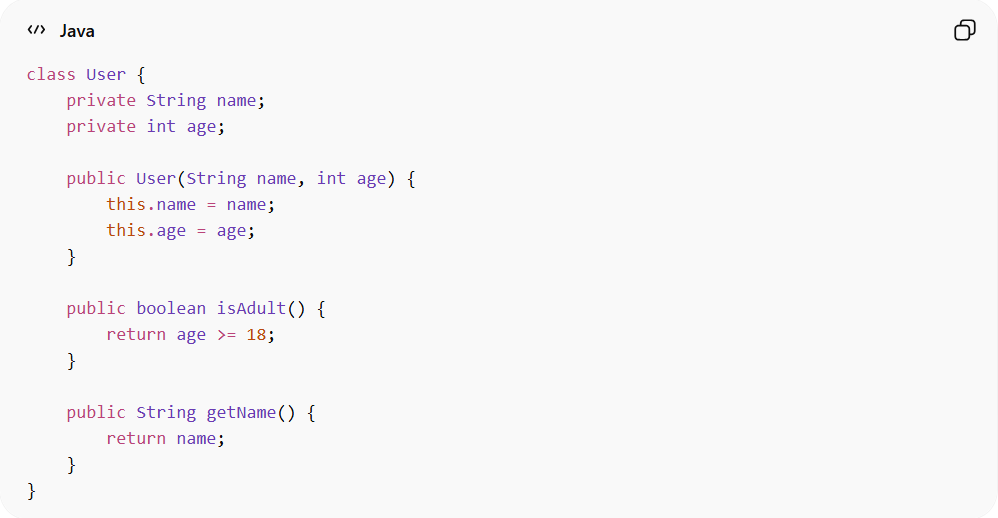 </> Java
class User {
    private String name;
    private int age;

    public User(String name, int age) {
        this.name = name;
        this.age = age;
    }

    public boolean isAdult() {
        return age >= 18;
    }

    public String getName() {
        return name;
    }
}